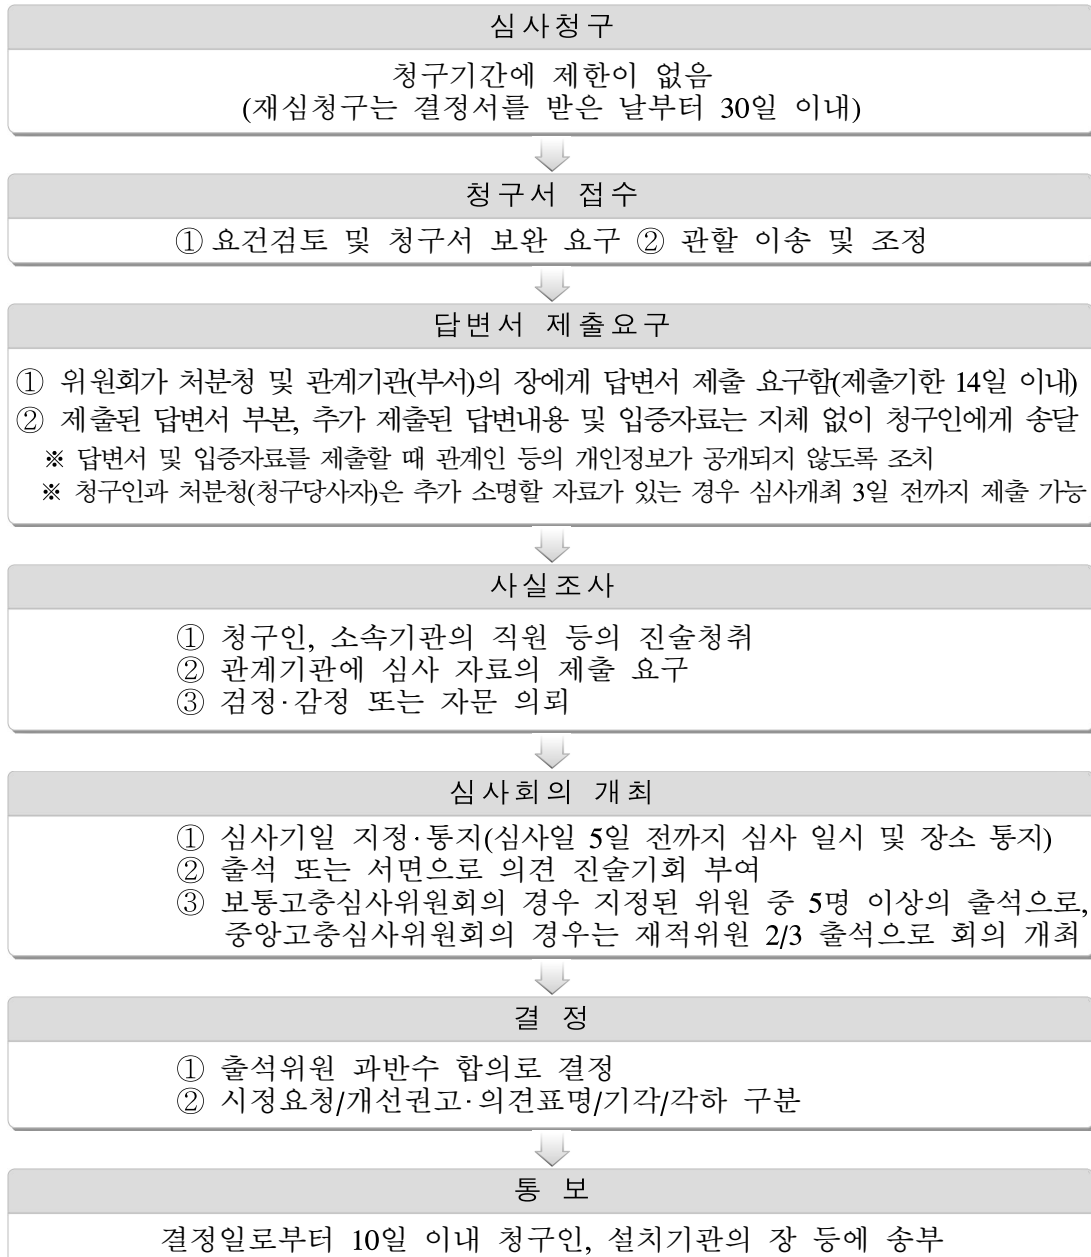 심사청구
청구기간에 제한이 없음
(재심청구는 결정서를 받은 날부터 30일 이내)
청구서 접수
① 요건검토 및 청구서 보완 요구 ② 관할 이송 및 조정
답변서 제출요구
① 위원회가 처분청 및 관계기관(부서)의 장에게 답변서 제출 요구함(제출기한 14일 이내)
② 제출된 답변서 부본, 추가 제출된 답변내용 및 입증자료는 지체 없이 청구인에게 송달
※ 답변서 및 입증자료를 제출할 때 관계인 등의 개인정보가 공개되지 않도록 조치
※ 청구인과 처분청(청구당사자)은 추가 소명할 자료가 있는 경우 심사개최 3일 전까지 제출 가능
사실조사
① 청구인, 소속기관의 직원 등의 진술청취
② 관계기관에 심사 자료의 제출 요구
③ 검정·감정 또는 자문 의뢰
심사회의 개최
① 심사기일 지정·통지(심사일 5일 전까지 심사 일시 및 장소 통지)
② 출석 또는 서면으로 의견 진술기회 부여
③ 보통고충심사위원회의 경우 지정된 위원 중 5명 이상의 출석으로,
중앙고충심사위원회의 경우는 재적위원 2/3 출석으로 회의 개최
결 정
① 출석위원 과반수 합의로 결정
② 시정요청/개선권고·의견표명/기각/각하 구분
통 보
결정일로부터 10일 이내 청구인, 설치기관의 장 등에 송부